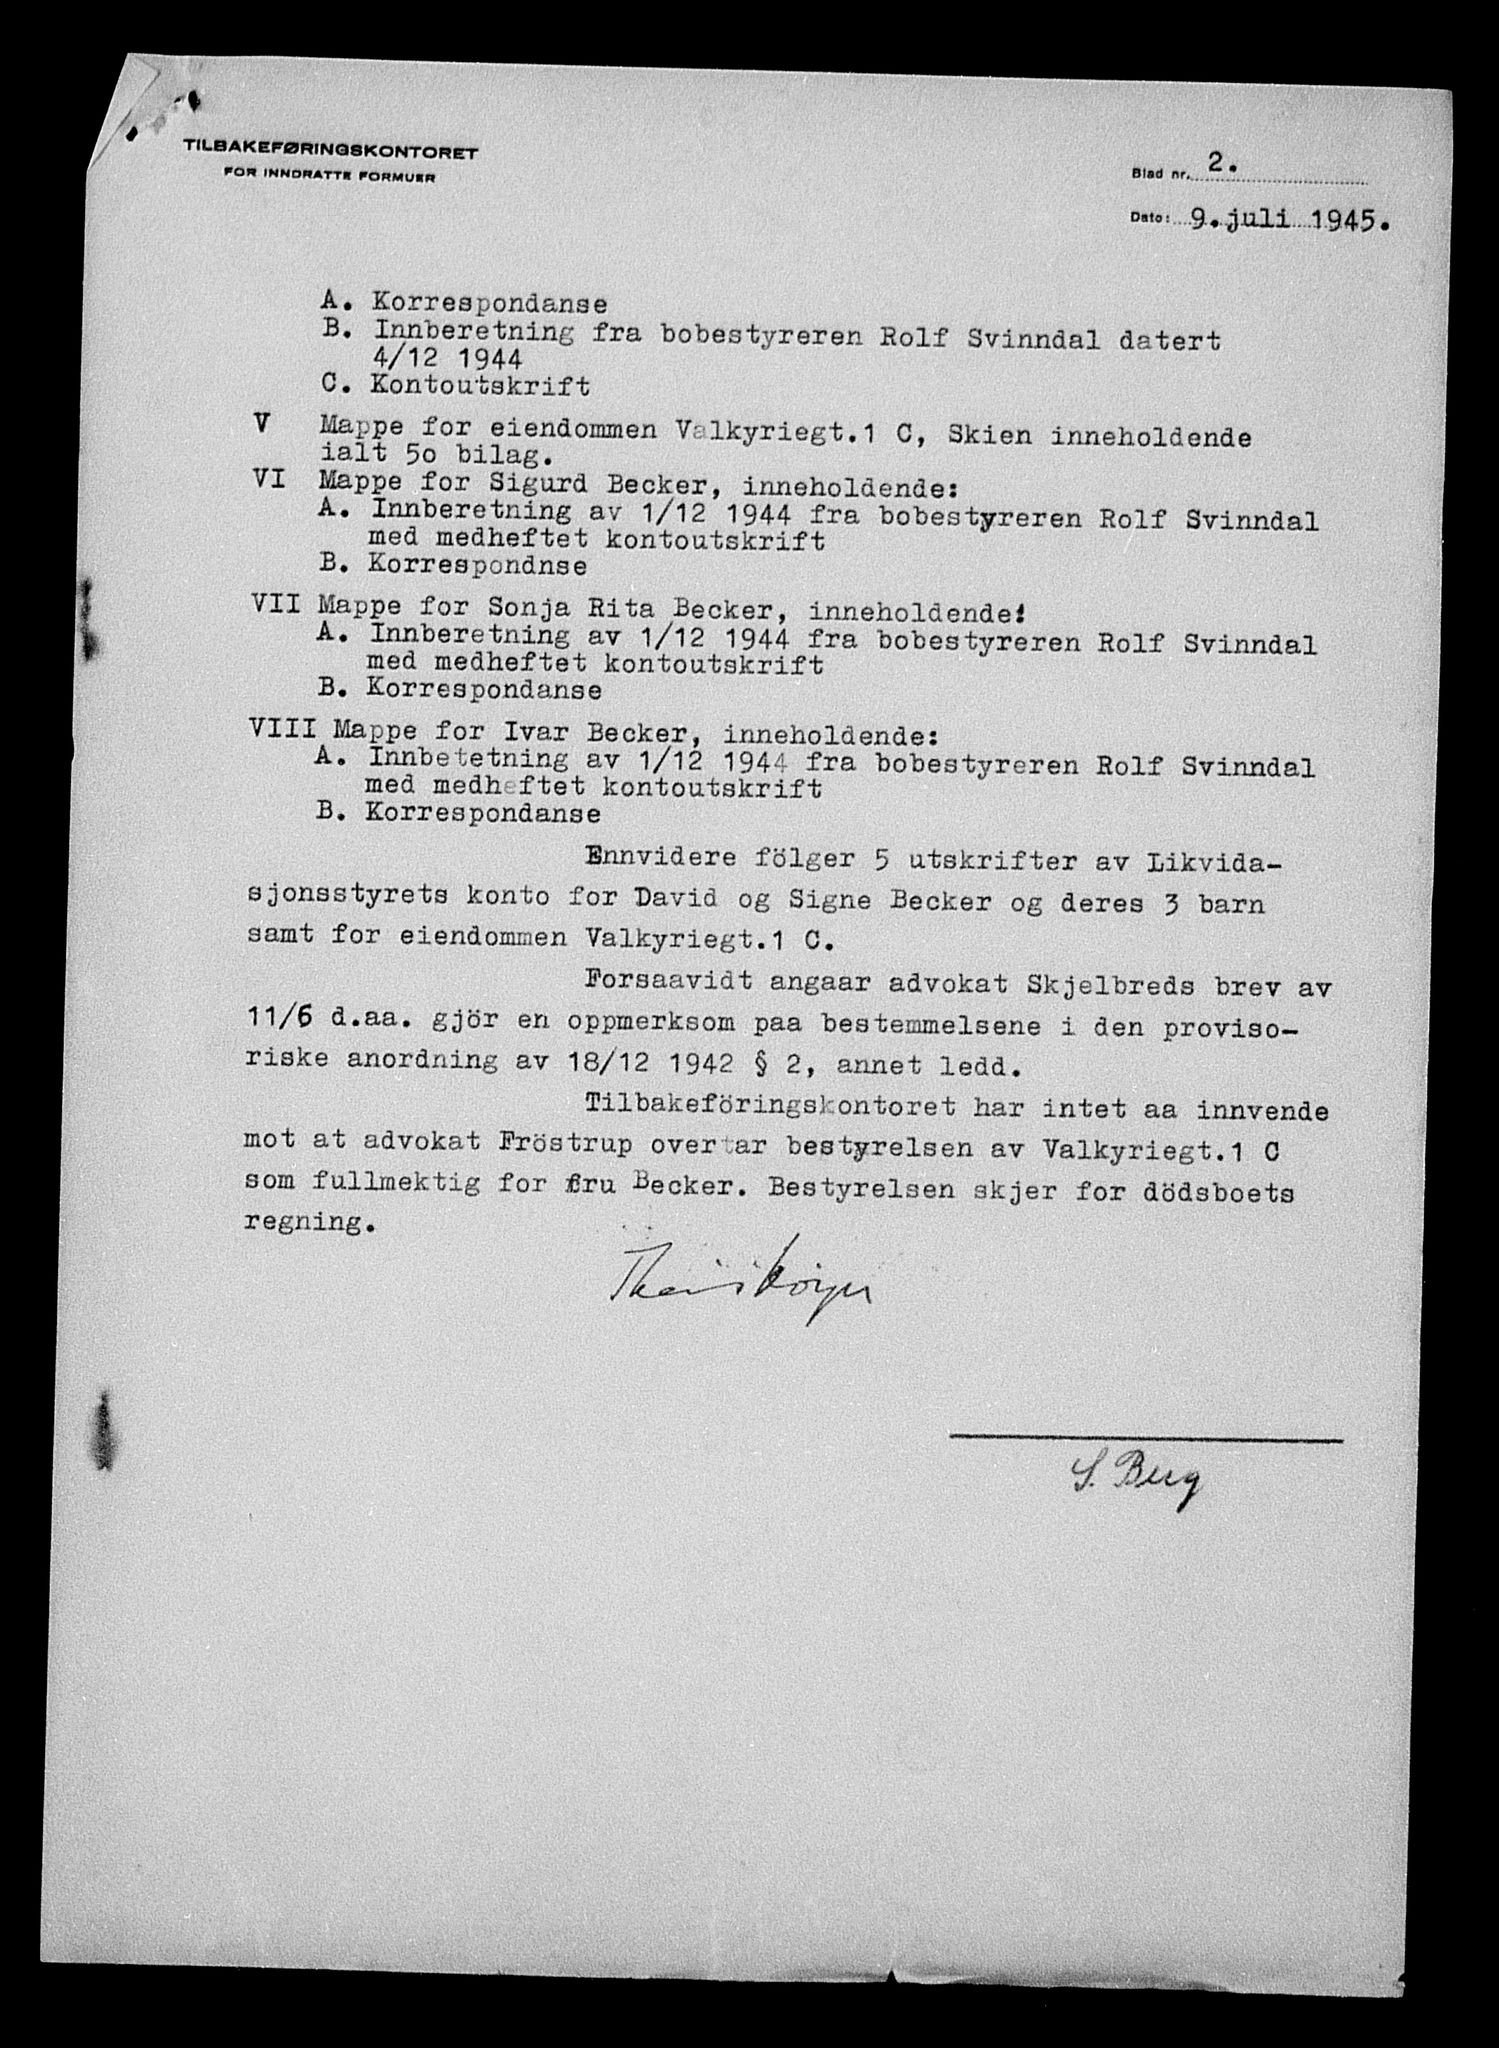 TILBAKEFØRINGSKONTORET
FOR INNDRATTE FORMUER
Blad nr. 2.
Dato: 9. juli 1945.
A. Korrespondanse
B. Innberetning fra bobestyreren Rolf Svinndal datert
4/12 1944
C. Kontoutskrift
V Mappe for eiendommen Valkyriegt.1 C, Skien inneholdende
ialt 5o bilag.
VI Mappe for Sigurd Becker, inneholdende:
A. Innberetning av 1/12 1944 fra bobestyreren Rolf Svinndal
med medheftet kontoutskrift
B. Korrespondnse
VII Mappe for Sonja Rita Becker, inneholdende:
A. Innberetning av 1/12 1944 fra bobestyreren Rolf Svinndal
med medheftet kontoutskrift
B. Korrespondanse
VIII Mappe for Ivar Becker, inneholdende:
A. Innbetetning av 1/12 1944 fra bobestyreren Rolf Svinndal
med medheftet kontoutskrift
B. Korrespondanse
Ennvidere fölger 5 utskrifter av Likvida-
sjonsstyrets konto for David og Signe Becker og deres 3 barn
samt for eiendommen Valkyriegt.1 C.
Forsaavidt angaar advokat Skjelbreds brev av
11/6 d.aa. gjör en oppmerksom paa bestemmelsene i den proviso-
riske anordning av 18/12 1942 § 2, annet ledd.
Tilbakeföringskontoret har intet aa innvende
mot at advokat Fröstrup overtar bestyrelsen av Valkyriegt.1 C
som fullmektig for fru Becker. Bestyrelsen skjer for dödsboets
regning.
S. Berg